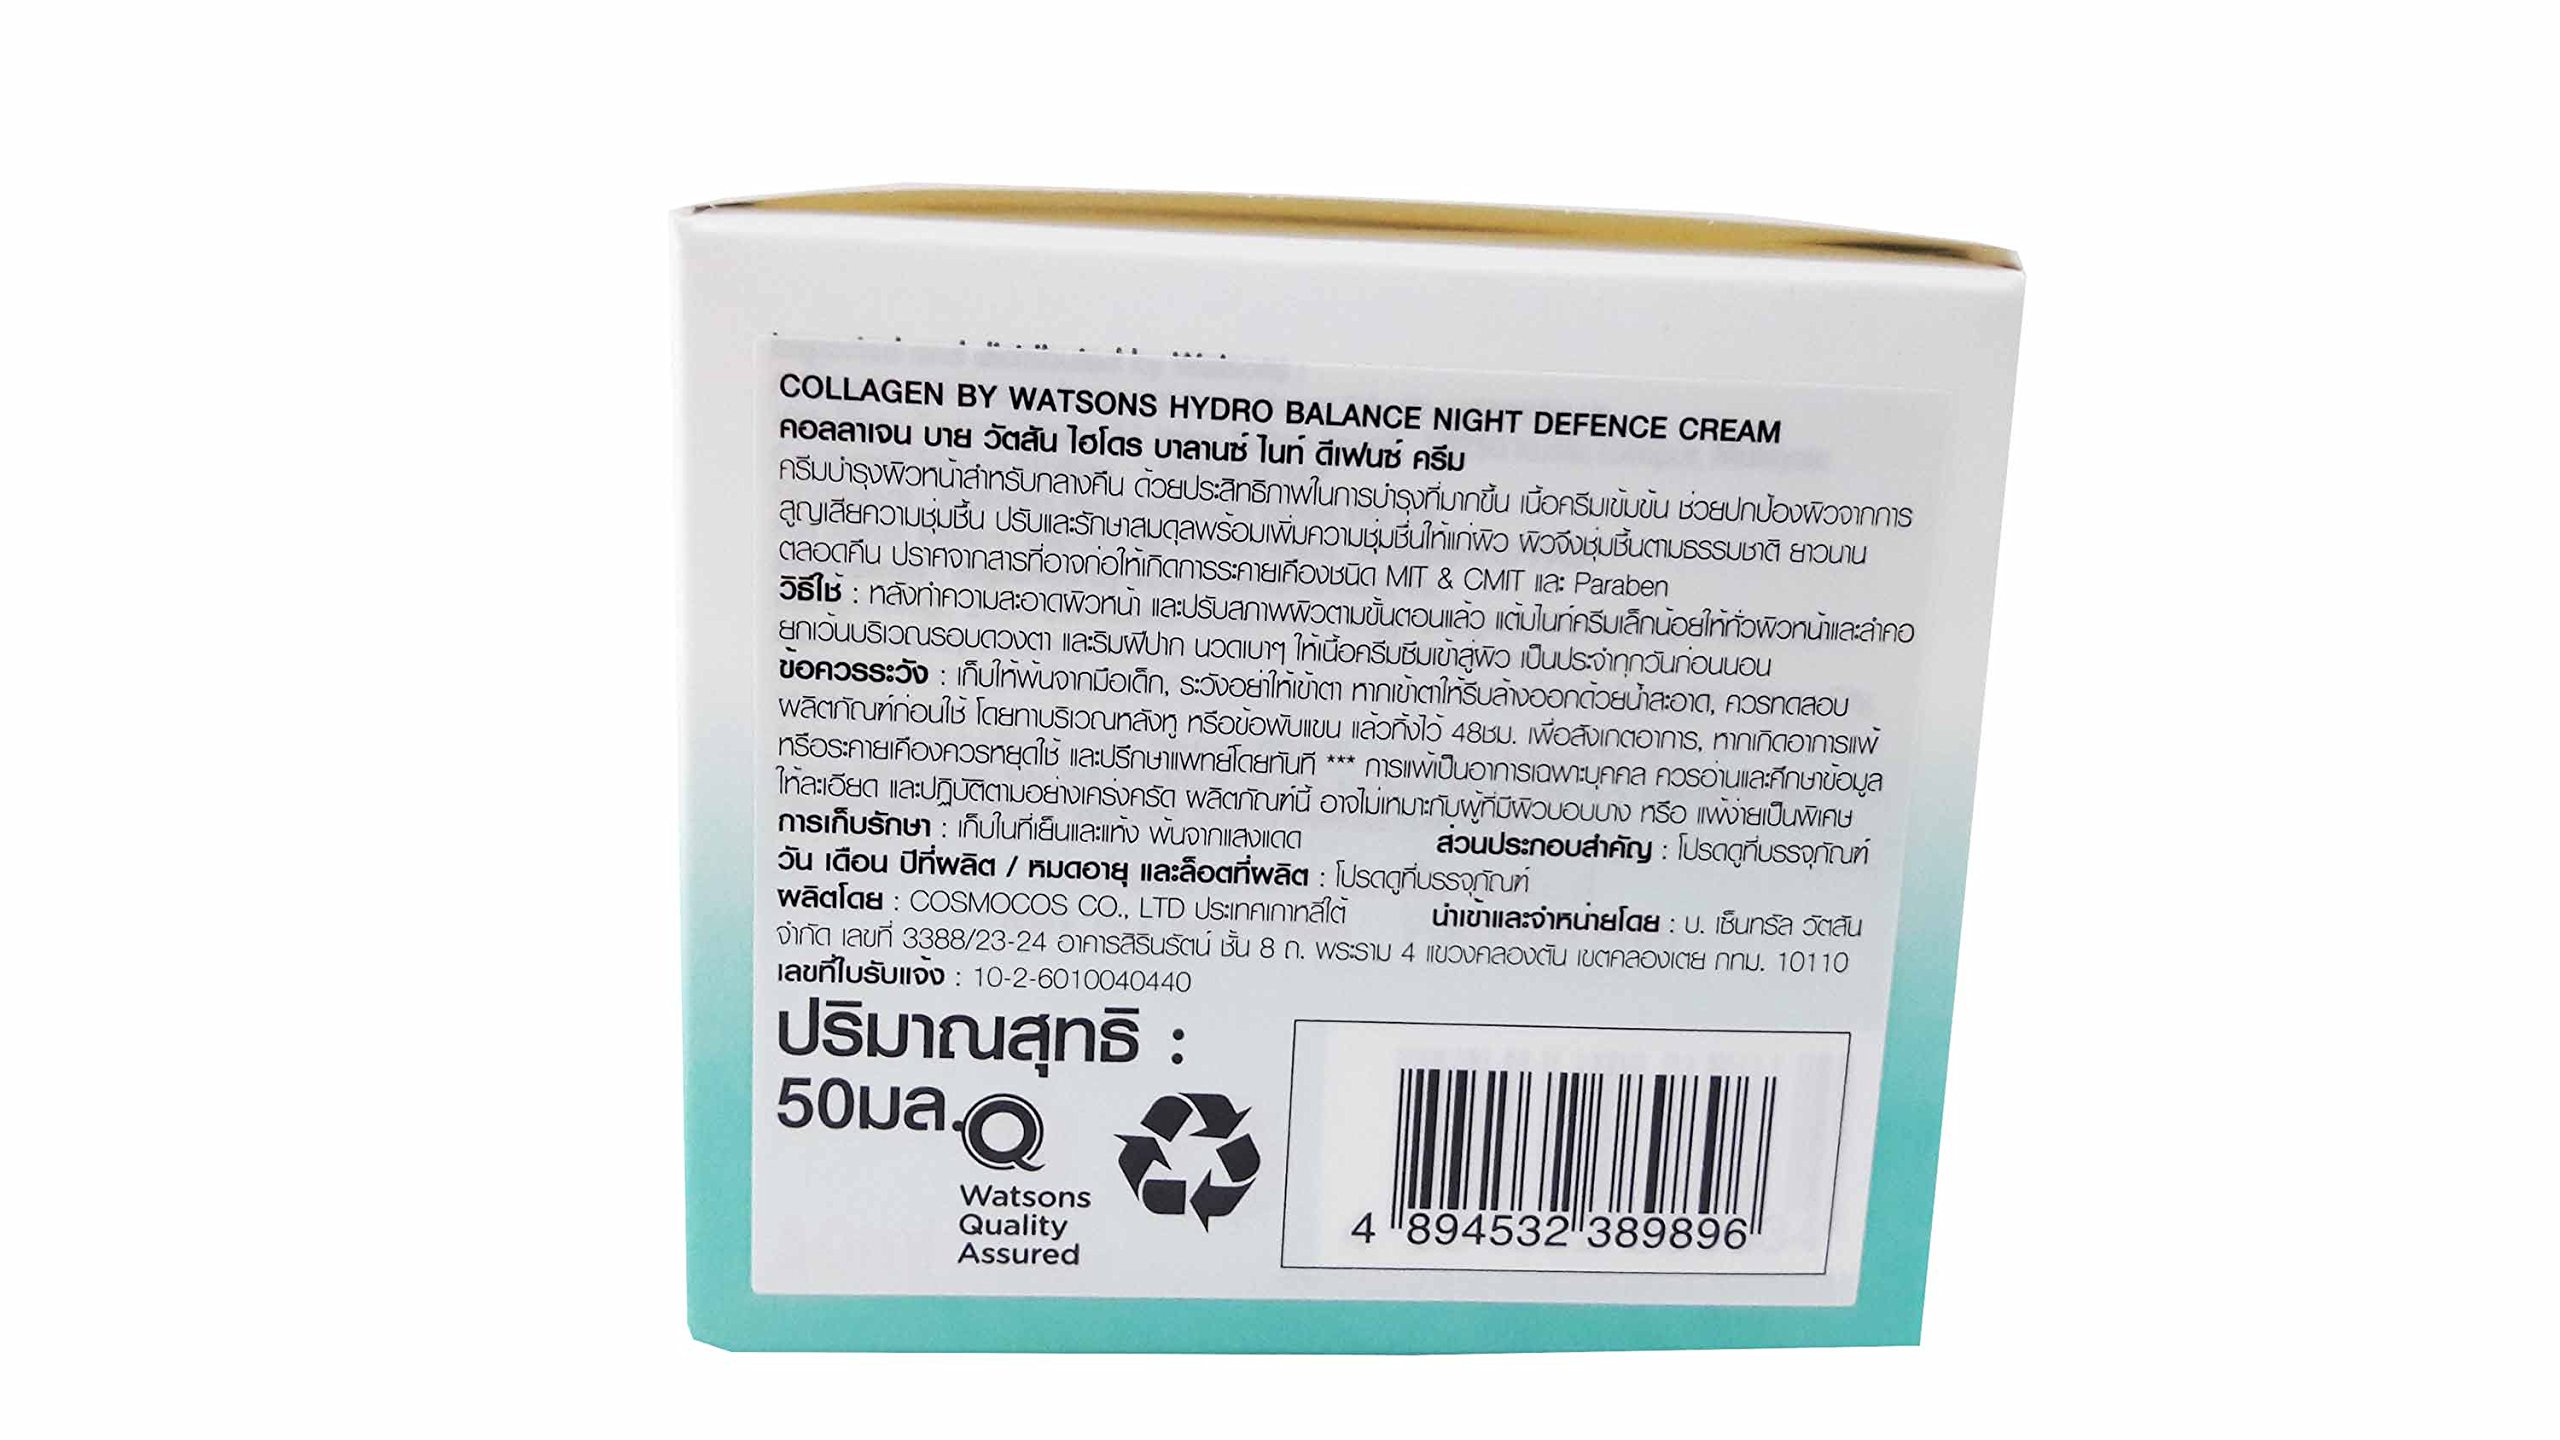 COLLAGEN BY WATSONS HYDRO BALANCE NIGHT DEFENCE CREAM
คอลลาเจน บาย วัตสัน ไฮโดร บาลานซ์ ไนท์ ดีเฟนซ์ ครีม
ครีมบำรุงผิวหน้าสำหรับกลางคืน ด้วยประสิทธิภาพในการบำรุงที่มากขึ้น เนื้อครีมเข้มข้น ช่วยปกป้องผิวจากการ
สูญเสียความชุ่มชื้น ปรับและรักษาสมดุลพร้อมเพิ่มความชุ่มชื่นให้แก่ผิว ผิวจึงชุ่มชื้นตามธรรมชาติ ยาวนาน
ตลอดคืน ปราศจากสารที่อาจก่อให้เกิดการระคายเคืองชนิด MIT & CMIT และ Paraben
วิธีใช้ : หลังทำความสะอาดผิวหน้า และปรับสภาพผิวตามขั้นตอนแล้ว แต้มไนท์ครีมเล็กน้อยให้ทั่วผิวหน้าและลำคอ
ยกเว้นบริเวณรอบดวงตา และริมฝีปาก นวดเบาๆ ให้เนื้อครีมซึมเข้าสู่ผิว เป็นประจำทุกวันก่อนนอน
ข้อควรระวัง : เก็บให้พ้นจากมือเด็ก, ระวังอย่าให้เข้าตา หากเข้าตาให้รีบล้างออกด้วยน้ำสะอาด, ควรทดสอบ
ผลิตภัณฑ์ก่อนใช้ โดยทาบริเวณหลังหู หรือข้อพับแขน แล้วทิ้งไว้ 48ชม. เพื่อสังเกตอาการ, หากเกิดอาการแพ้
หรือระคายเคืองควรหยุดใช้ และปรึกษาแพทย์โดยทันที *** การแพ้เป็นอาการเฉพาะบุคคล ควรอ่านและศึกษาข้อมูล
ให้ละเอียด และปฏิบัติตามอย่างเคร่งครัด ผลิตภัณฑ์นี้ อาจไม่เหมาะกับผู้ที่มีผิวบอบบาง หรือ แพ้ง่ายเป็นพิเศษ
การเก็บรักษา : เก็บในที่เย็นและแห้ง พ้นจากแสงแดด ส่วนประกอบสำคัญ : โปรดดูที่บรรจุภัณฑ์
วัน เดือน ปีที่ผลิต / หมดอายุ และล็อตที่ผลิต : โปรดดูที่บรรจุภัณฑ์
ผลิตโดย : COSMOCOS CO., LTD ประเทศเกาหลีใต้ นำเข้าและจำหน่ายโดย : บ. เซ็นทรัล วัตสัน
จำกัด เลขที่ 3388/23-24 อาคารสิรินรัตน์ ชั้น 8 ถ. พระราม 4 แขวงคลองตัน เขตคลองเตย กทม. 10110
เลขที่ใบรับแจ้ง : 10-2-6010040440
ปริมาณสุทธิ :
50มล.
Watsons
Quality
Assured
4 894532 389896